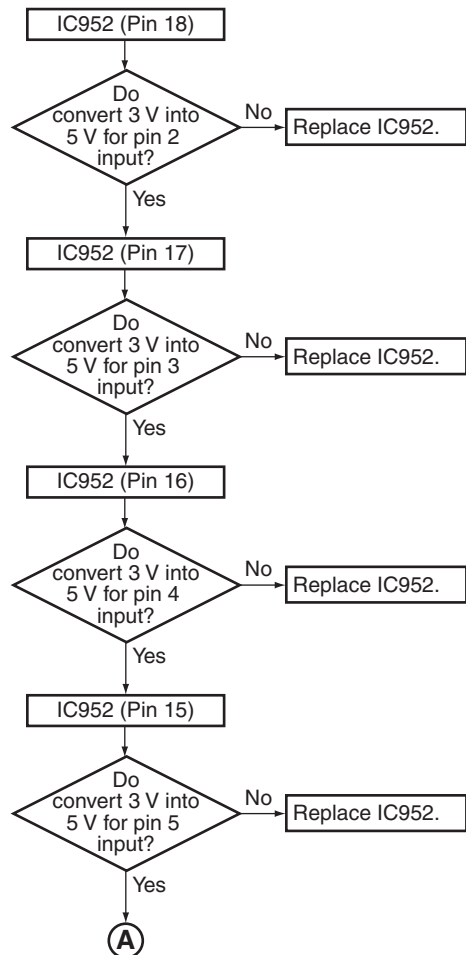 IC952 (Pin 18)
Do
convert 3 V into
5 V for pin 2
input?
No
Replace IC952.
Yes
IC952 (Pin 17)
Do
convert 3 V into
5 V for pin 3
input?
No
Replace IC952.
Yes
IC952 (Pin 16)
Do
convert 3 V into
5 V for pin 4
input?
No
Replace IC952.
Yes
IC952 (Pin 15)
Do
convert 3 V into
5 V for pin 5
input?
No
Replace IC952.
Yes
A